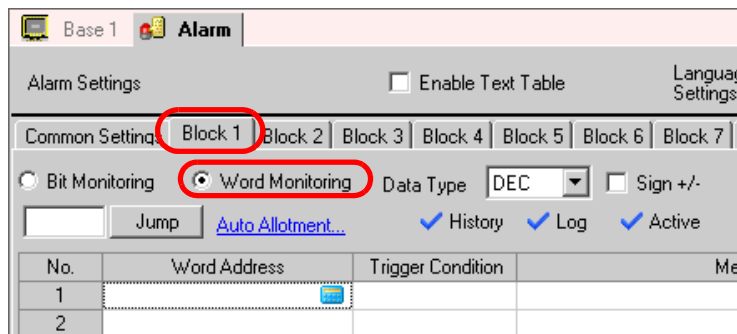 Base 1 Alarm
Alarm Settings Enable Text Table
Settings
Common Settings Block 1 Block 2 Block 3 Block 4 Block 5 Block 6 Block 7
Bit Monitoring Word Monitoring Data Type DEC Sign +/-
Jump Auto Allotment... History Log Active
No. Word Address Trigger Condition
1
2